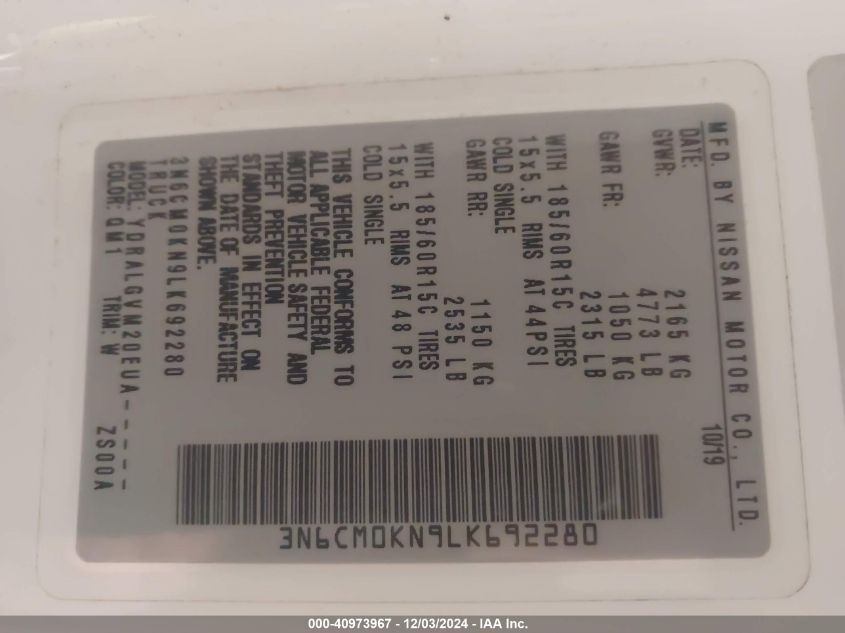 MFD. BY NISSAN MOTOR CO., LTD.
DATE: 10/19
GVWR: 2165 KG
4773 LB
GAWR FR: 1050 KG
2315 LB
WITH 185/60R15C TIRES
15x5.5 RIMS AT 44PSI
COLD SINGLE
GAWR RR: 1150 KG
2535 LB
WITH 185/60R15C TIRES
15x5.5 RIMS AT 48 PSI
COLD SINGLE
THIS VEHICLE CONFORMS TO
ALL APPLICABLE FEDERAL
MOTOR VEHICLE SAFETY AND
THEFT PREVENTION
STANDARDS IN EFFECT ON
THE DATE OF MANUFACTURE
SHOWN ABOVE.
3N6CM0KN9LK692280
TRUCK
MODEL: YDRALGVM20EUA-----
COLOR: QM1 TRIM: W ZS00A
3N6CM0KN9LK692280
000-40973967 - 12/03/2024 - IAA Inc.